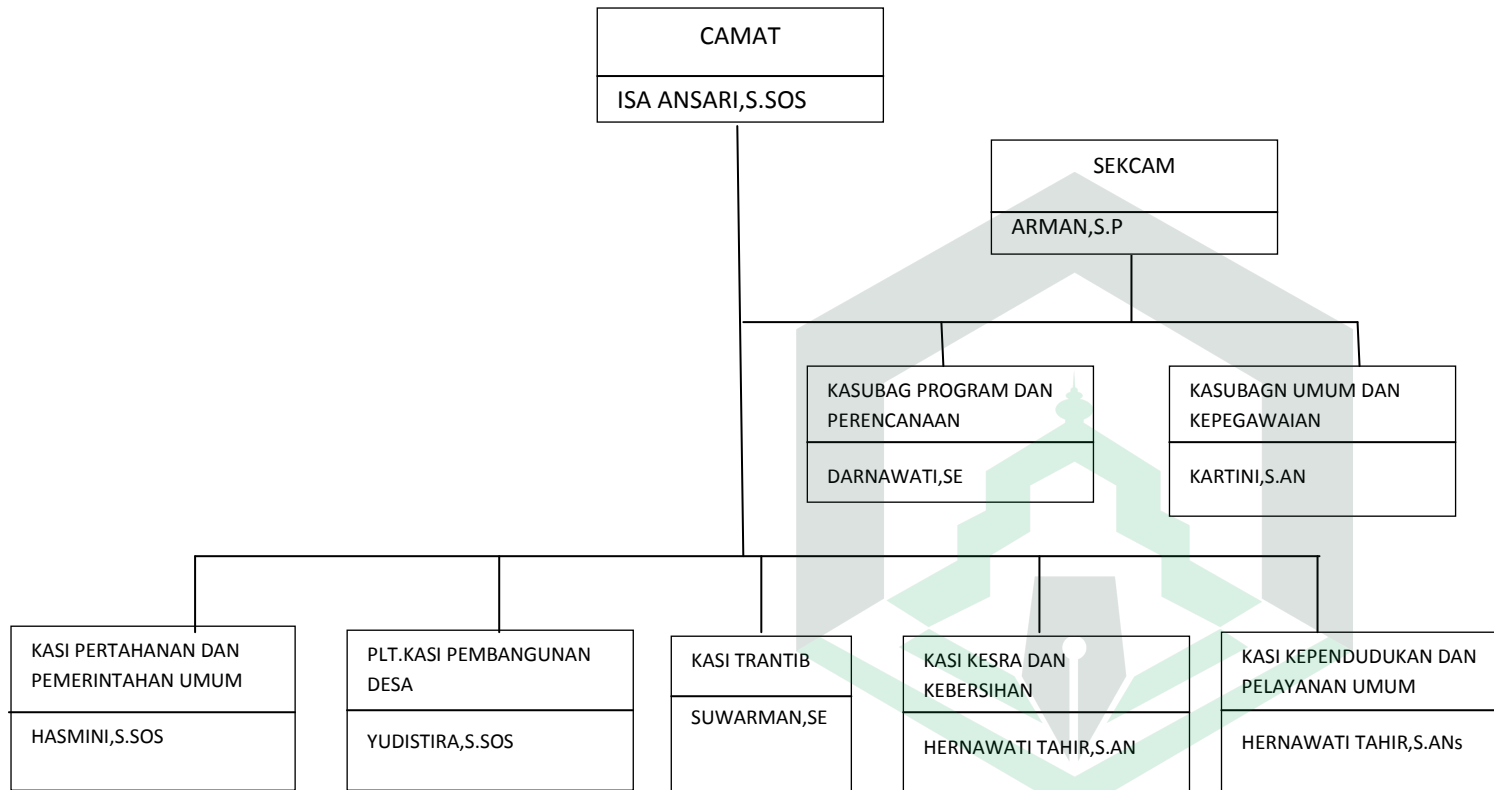 CAMAT
ISA ANSARI,S.SOS
SEKCAM
ARMAN,S.P
KASUBAG PROGRAM DAN
PERENCANAAN
DARNAWATI,SE
KASUBAGN UMUM DAN
KEPEGAWAIAN
KARTINI,S.AN
KASI PERTAHANAN DAN
PEMERINTAHAN UMUM
HASMINI,S.SOS
PLT.KASI PEMBANGUNAN
DESA
YUDISTIRA,S.SOS
KASI TRANTIB
SUWARMAN,SE
KASI KESRA DAN
KEBERSIHAN
HERNAWATI TAHIR,S.AN
KASI KEPENDUDUKAN DAN
PELAYANAN UMUM
HERNAWATI TAHIR,S.ANs